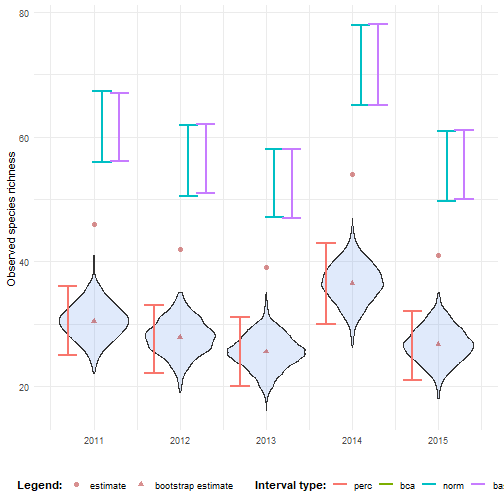 Observed species richness
80
60
40
20
2011 2012 2013 2014 2015
Legend: estimate bootstrap estimate Interval type: perc bca norm